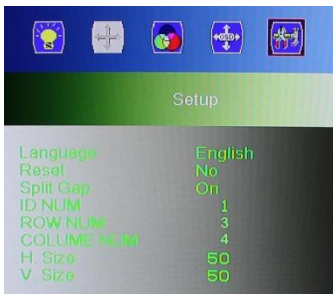 OSD
Setup
Language English
Reset No
Split Gap On
ID NUM 1
ROW NUM 3
COLUME NUM 4
H. Size 50
V. Size 50